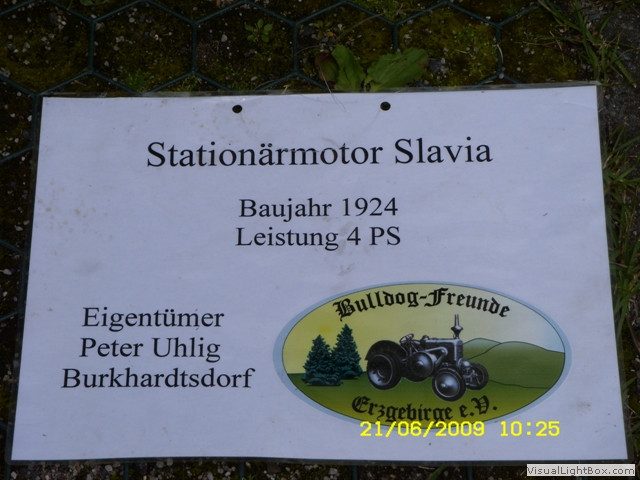 Stationärmotor Slavia
Baujahr 1924
Leistung 4 PS
Eigentümer
Peter Uhlig
Burkhardtsdorf
Bulldog-Freunde
Erzgebirge e.V.
21/06/2009 10:25
VisualLightBox.com